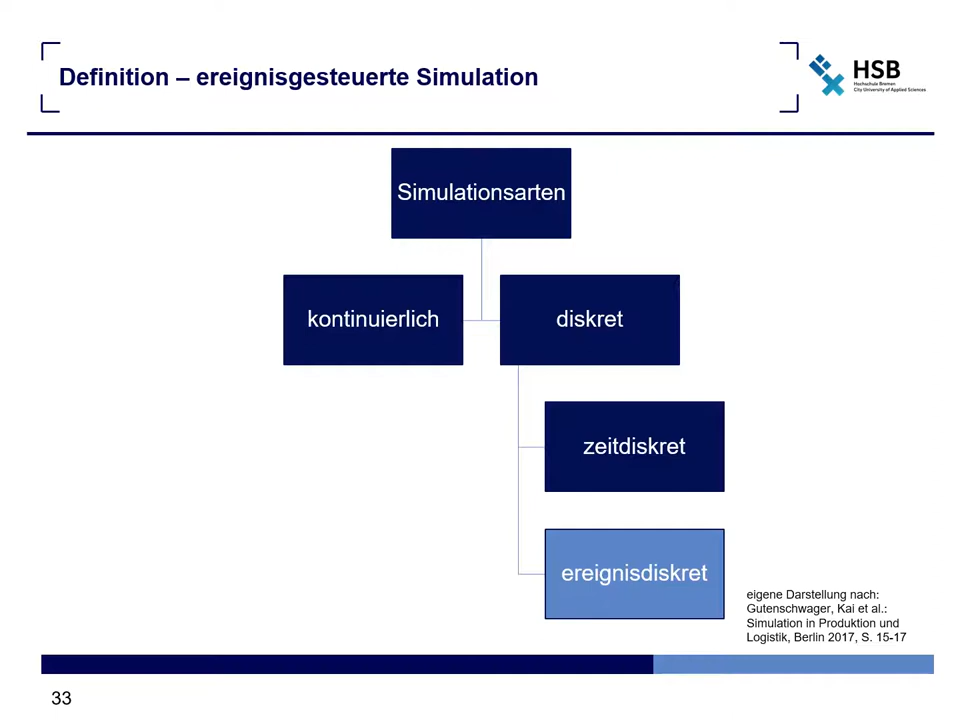 Definition – ereignisgesteuerte Simulation
HSB
Hochschule Bremen
City University of Applied Sciences
Simulationsarten
kontinuierlich
diskret
zeitdiskret
ereignisdiskret
eigene Darstellung nach:
Gutenschwager, Kai et al.:
Simulation in Produktion und
Logistik, Berlin 2017, S. 15-17
33